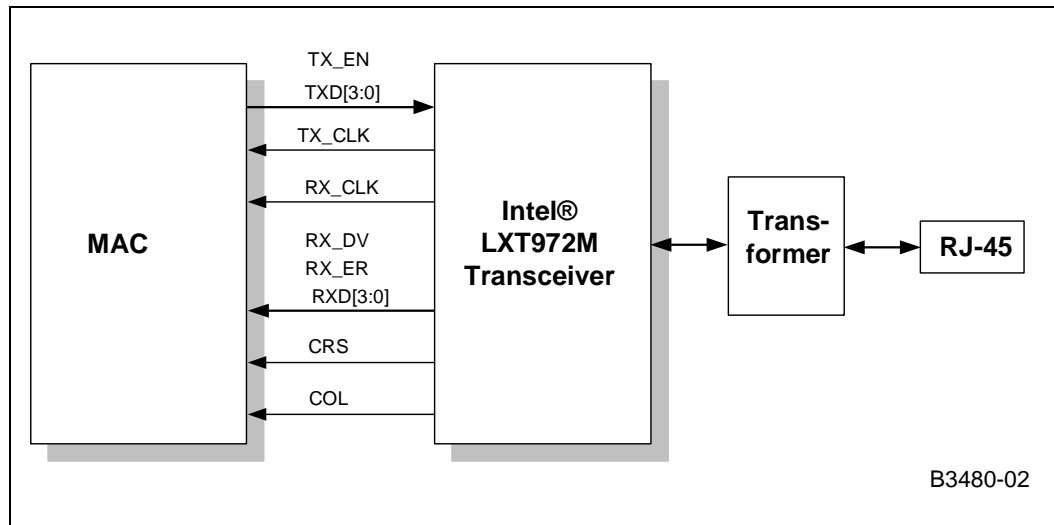 TX_EN
TXD[3:0]
TX_CLK
RX_CLK
MAC
RX_DV
RX_ER
RXD[3:0]
CRS
COL
Intel®
LXT972M
Transceiver
Trans-
former
RJ-45
B3480-02